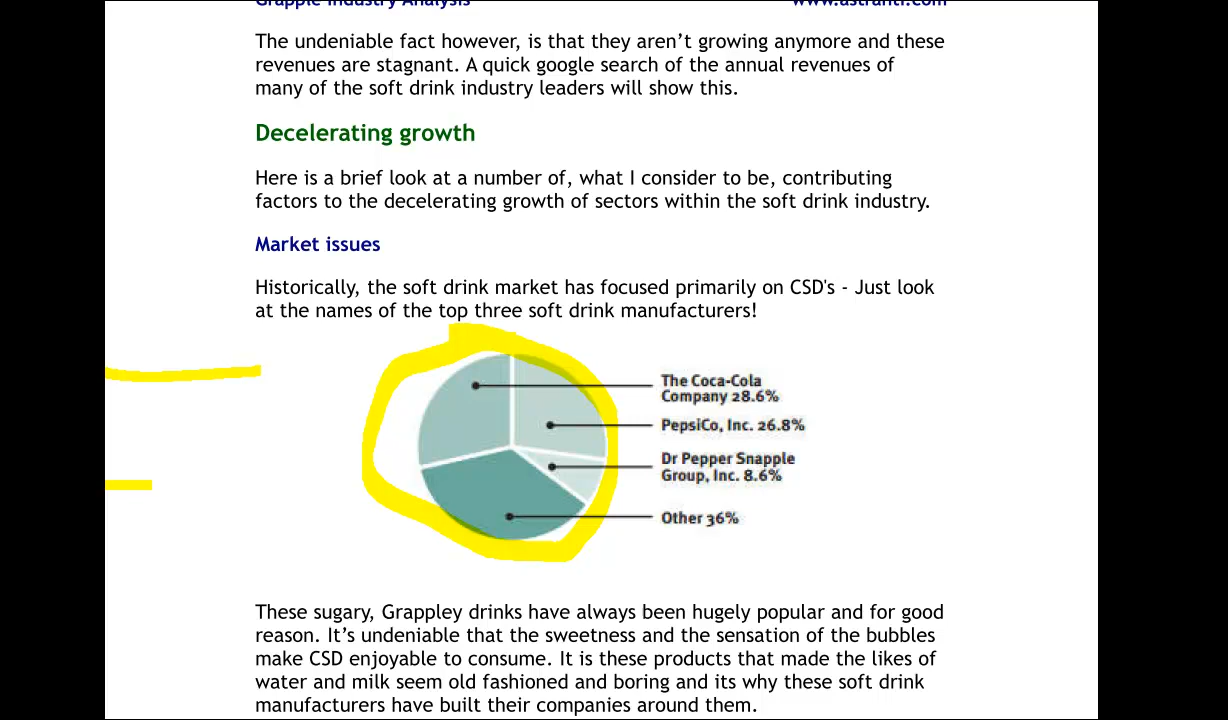 Grapple Industry Analysis www.astranti.com
The undeniable fact however, is that they aren’t growing anymore and these
revenues are stagnant. A quick google search of the annual revenues of
many of the soft drink industry leaders will show this.
Decelerating growth
Here is a brief look at a number of, what I consider to be, contributing
factors to the decelerating growth of sectors within the soft drink industry.
Market issues
Historically, the soft drink market has focused primarily on CSD's - Just look
at the names of the top three soft drink manufacturers!
The Coca-Cola
Company 28.6%
PepsiCo, Inc. 26.8%
Dr Pepper Snapple
Group, Inc. 8.6%
Other 36%
These sugary, Grappley drinks have always been hugely popular and for good
reason. It’s undeniable that the sweetness and the sensation of the bubbles
make CSD enjoyable to consume. It is these products that made the likes of
water and milk seem old fashioned and boring and its why these soft drink
manufacturers have built their companies around them.